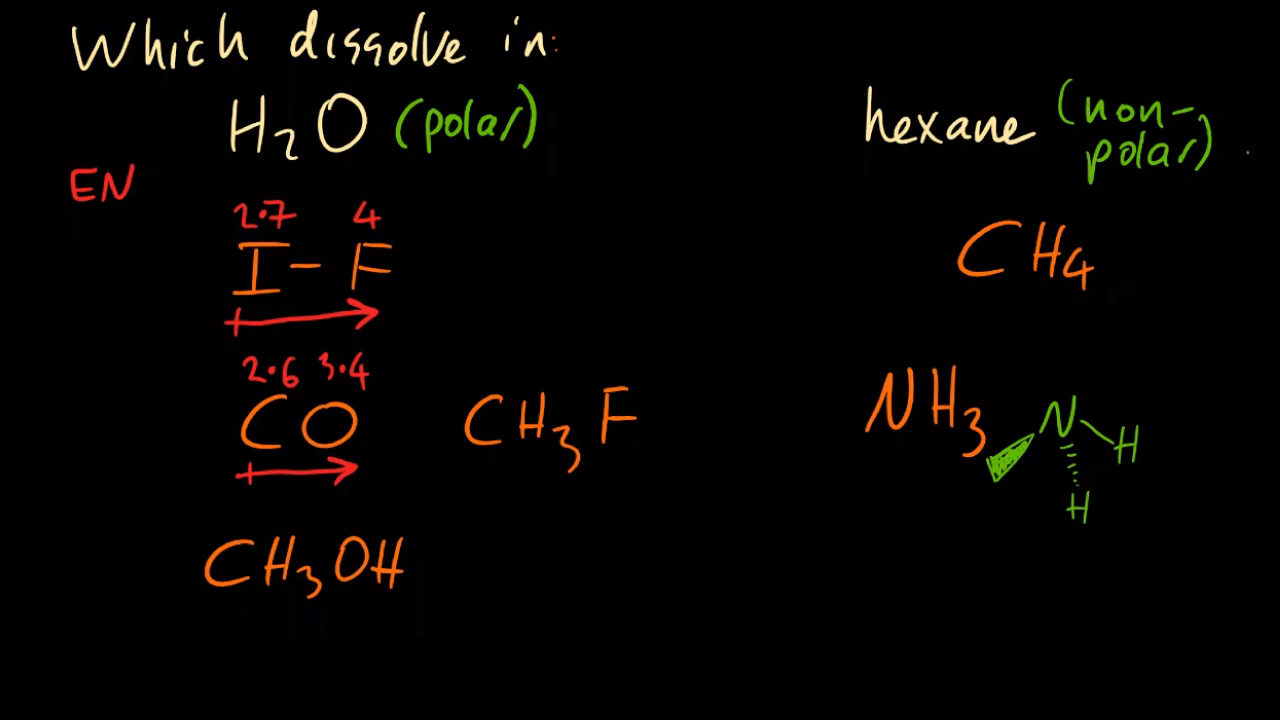 Which dissolve in:
H₂O (polar)
hexane (non-
polar)
EN
2.7 4
I-F
CH4
2.6 3.4
CO
CH₃F
NH₃
N
H
H
CH₃OH